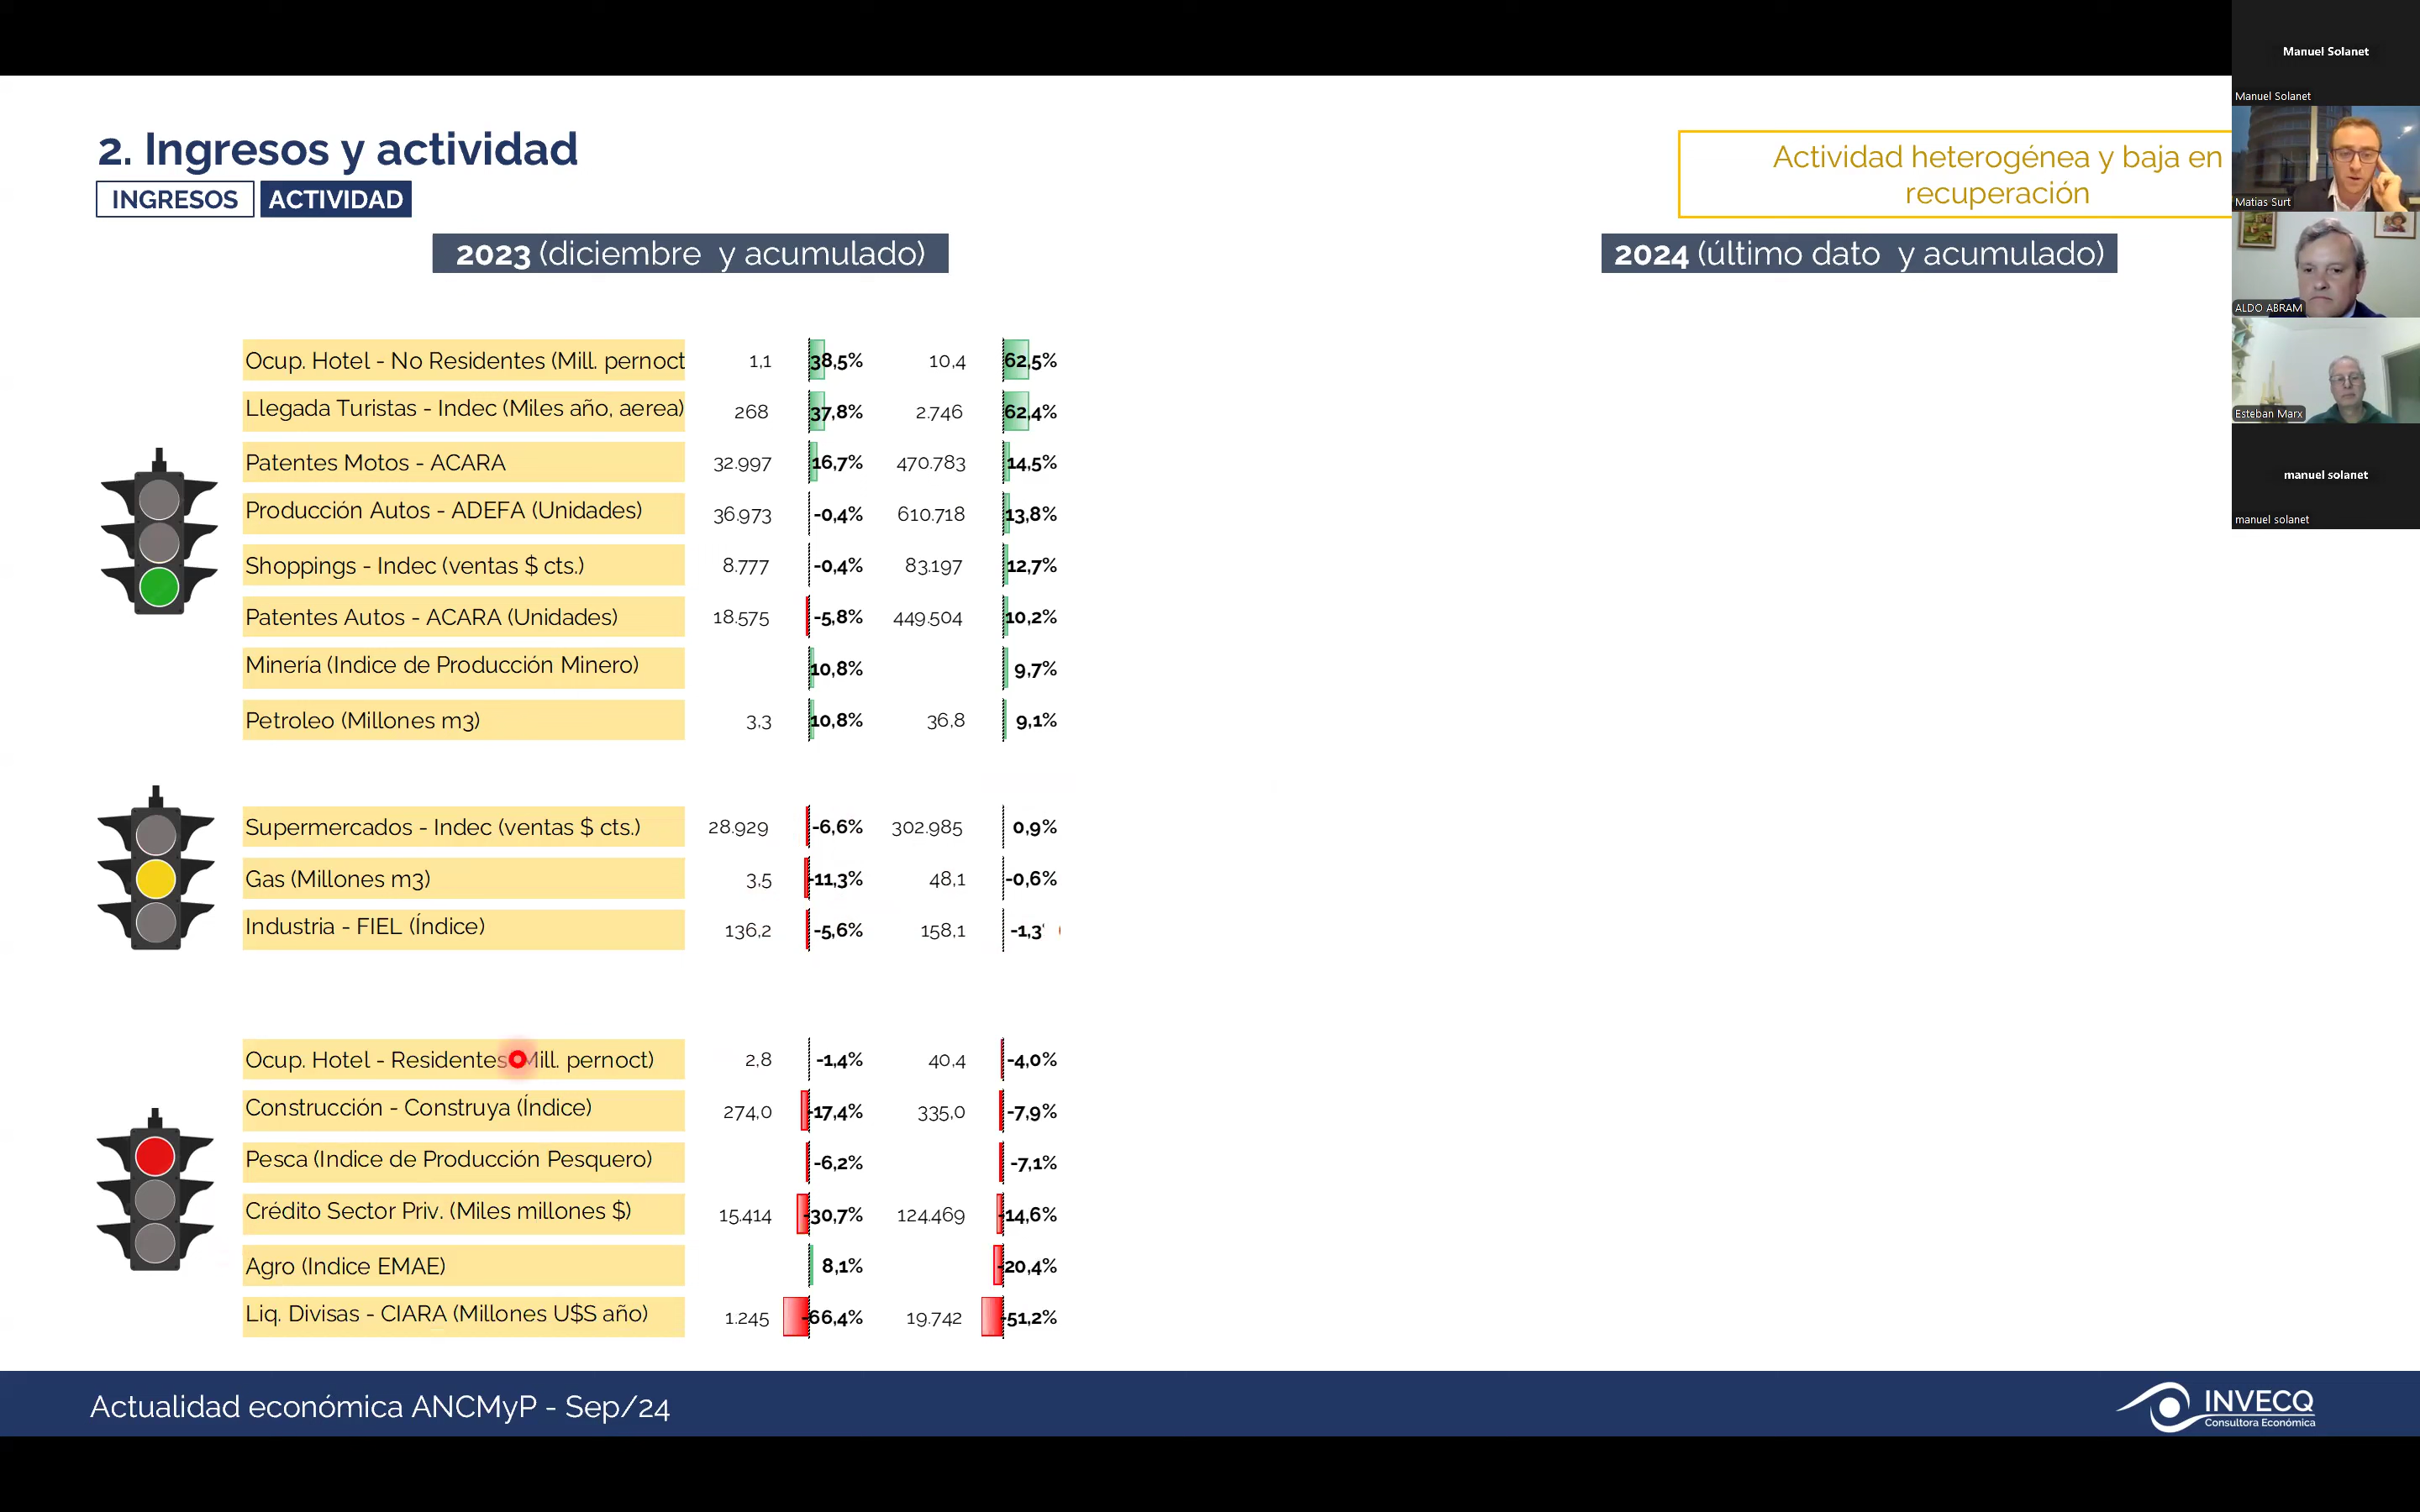 2. Ingresos y actividad
INGRESOS ACTIVIDAD
Actividad heterogénea y baja en
recuperación
2023 (diciembre y acumulado)
2024 (último dato y acumulado)
Ocup. Hotel - No Residentes (Mill. pernoct 1,1 38,5% 10,4 62,5%
Llegada Turistas - Indec (Miles año, aerea) 268 37,8% 2.746 62,4%
Patentes Motos - ACARA 32.997 16,7% 470.783 14,5%
Producción Autos - ADEFA (Unidades) 36.973 -0,4% 610.718 13,8%
Shoppings - Indec (ventas $ cts.) 8.777 -0,4% 83.197 12,7%
Patentes Autos - ACARA (Unidades) 18.575 -5,8% 449.504 10,2%
Minería (Indice de Producción Minero) 10,8% 9,7%
Petroleo (Millones m3) 3,3 10,8% 36,8 9,1%
Supermercados - Indec (ventas $ cts.) 28.929 -6,6% 302.985 0,9%
Gas (Millones m3) 3,5 -11,3% 48,1 -0,6%
Industria - FIEL (Índice) 136,2 -5,6% 158,1 -1,3
Ocup. Hotel - Residentes (Mill. pernoct) 2,8 -1,4% 40,4 -4,0%
Construcción - Construya (Índice) 274,0 -17,4% 335,0 -7,9%
Pesca (Indice de Producción Pesquero) -6,2% -7,1%
Crédito Sector Priv. (Miles millones $) 15.414 -30,7% 124.469 -14,6%
Agro (Indice EMAE) 8,1% -20,4%
Liq. Divisas - CIARA (Millones U$S año) 1.245 -66,4% 19.742 -51,2%
Actualidad económica ANCMyP - Sep/24
INVECQ
Consultora Económica
Manuel Solanet
Manuel Solanet
Matias Surt
ALDO ABRAM
Esteban Marx
manuel solanet
manuel solanet